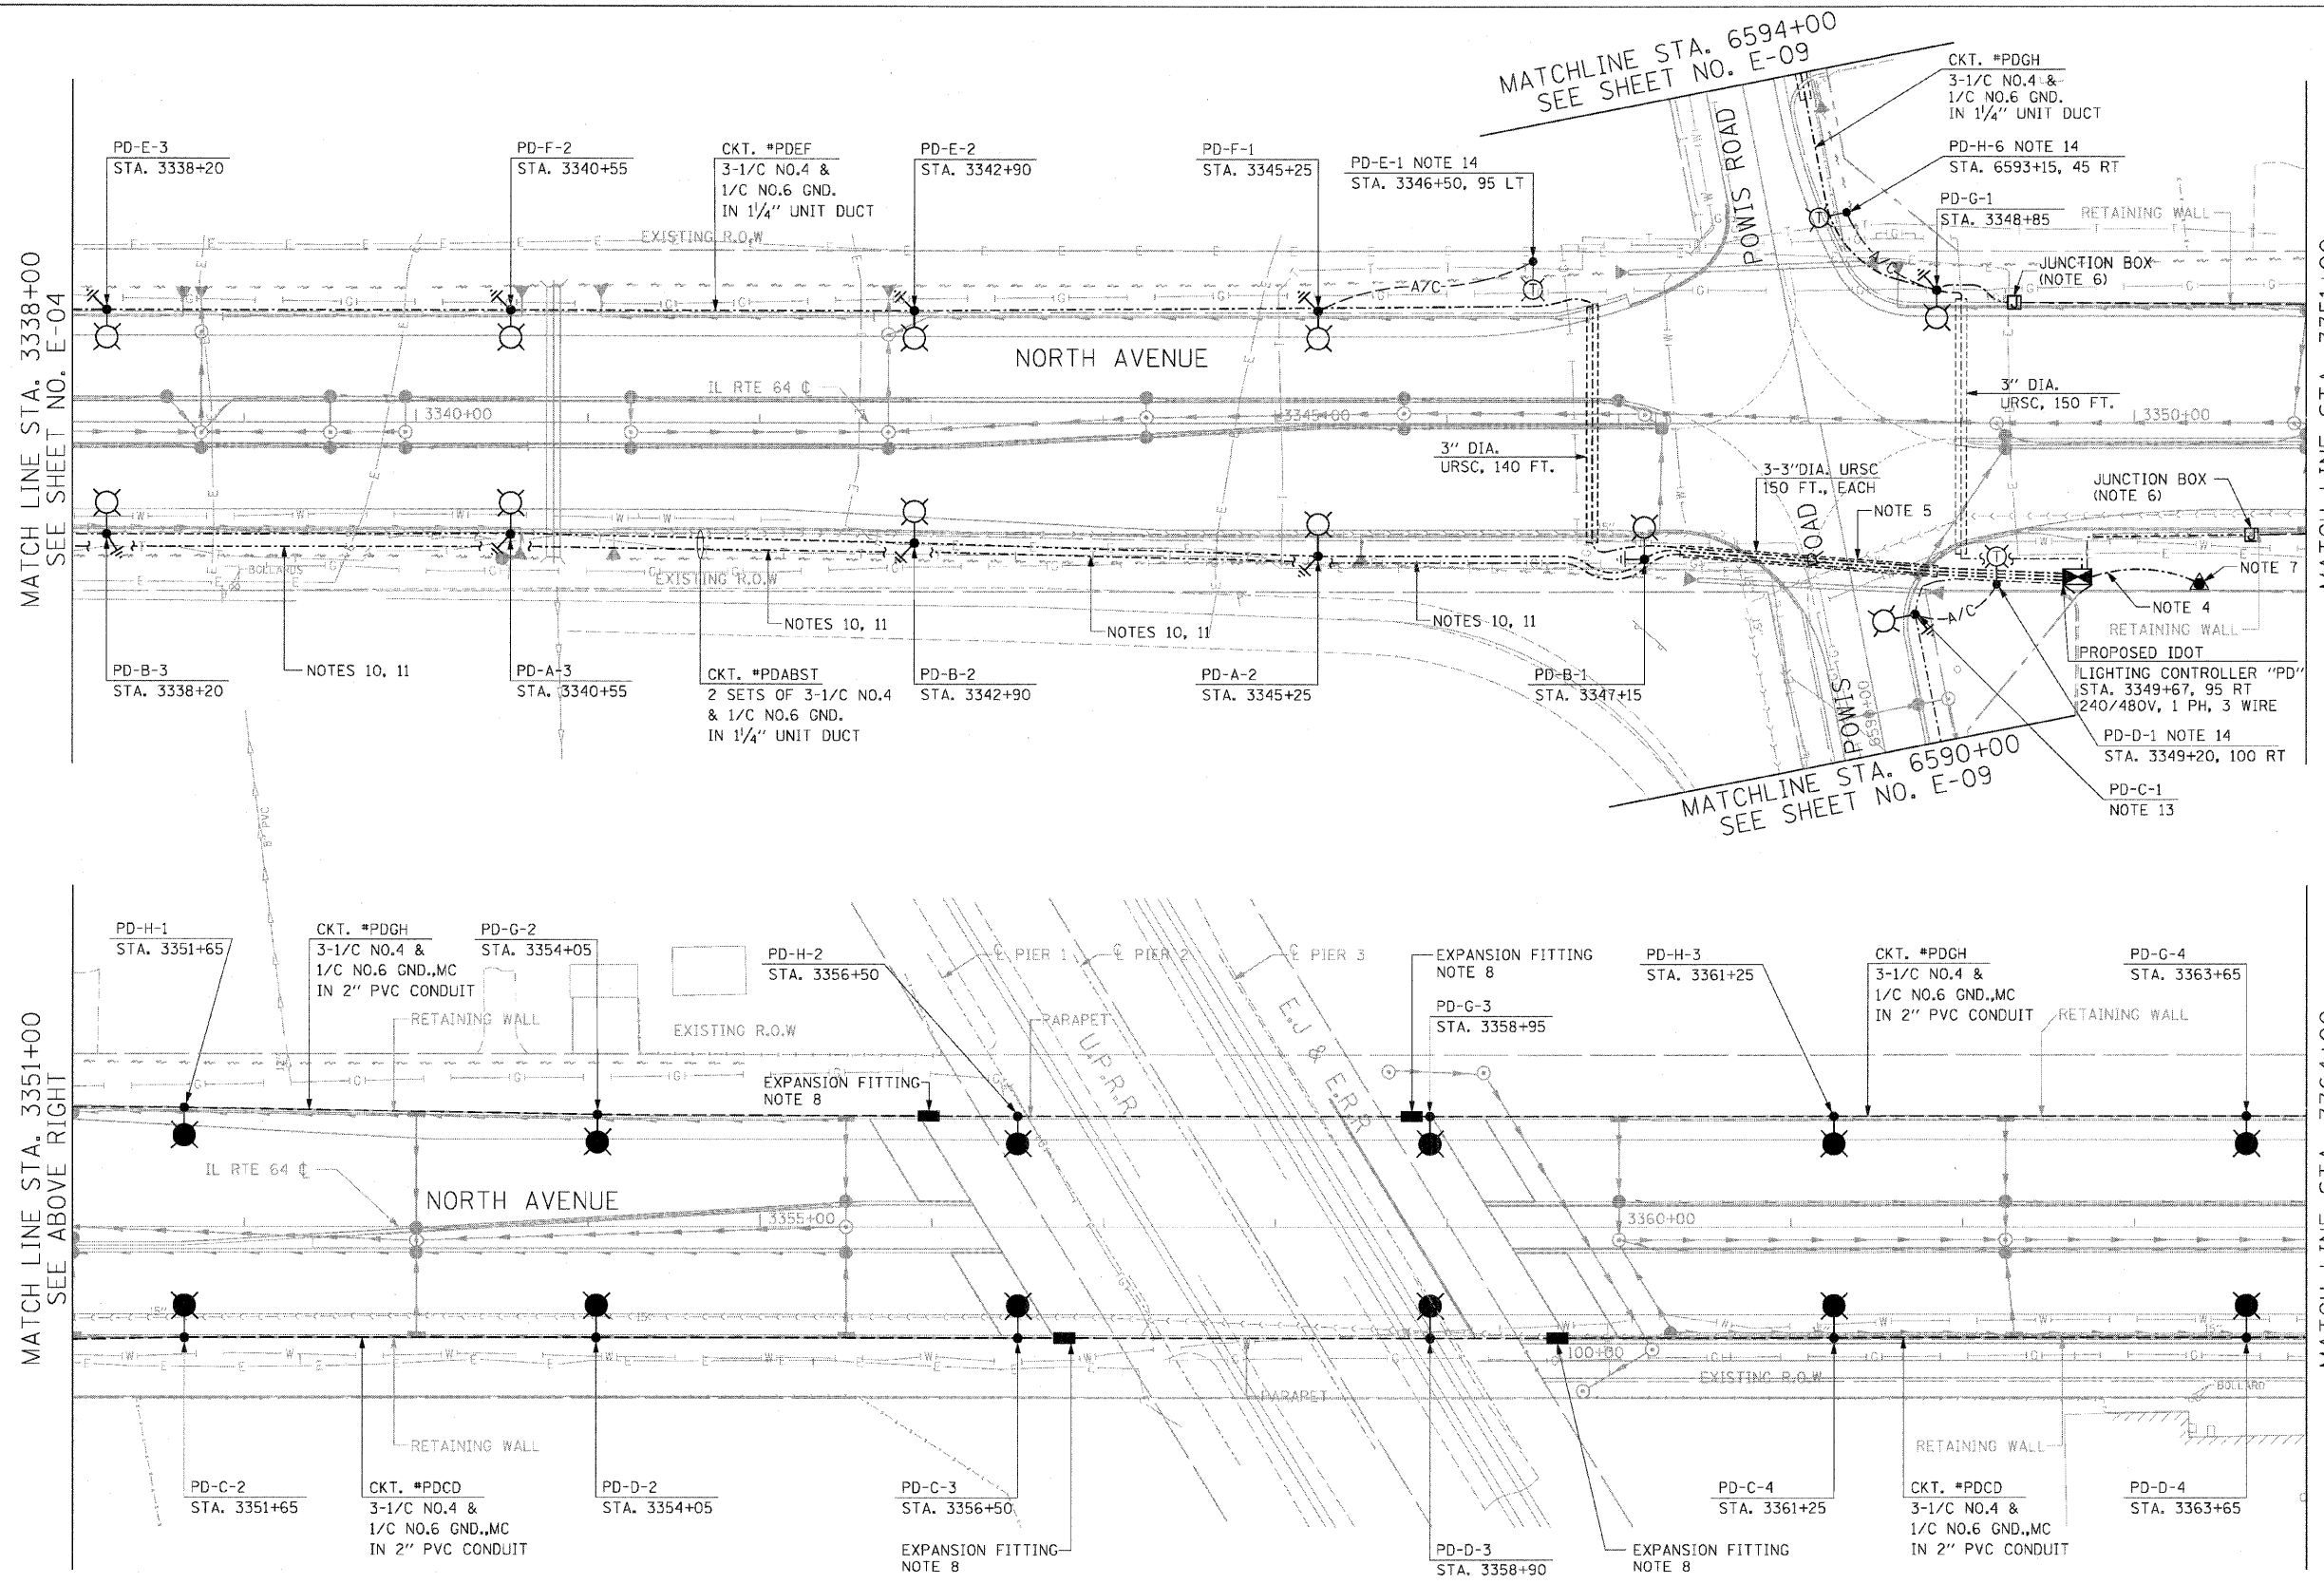 MATCHLINE STA. 6594+00
SEE SHEET NO. E-09
CKT. #PDGH
3-1/C NO.4 &
1/C NO.6 GND.
IN 1 1/4" UNIT DUCT
PD-E-3
STA. 3338+20
PD-F-2
STA. 3340+55
CKT. #PDEF
3-1/C NO.4 &
1/C NO.6 GND.
IN 1 1/4" UNIT DUCT
PD-E-2
STA. 3342+90
PD-F-1
STA. 3345+25
PD-E-1 NOTE 14
STA. 3346+50, 95 LT
POWIS ROAD
PD-H-6 NOTE 14
STA. 6593+15, 45 RT
PD-G-1
STA. 3348+85
RETAINING WALL
EXISTING R.O.W
JUNCTION BOX
(NOTE 6)
A/C
A/C
MATCH LINE STA. 3338+00
SEE SHEET NO. E-04
NORTH AVENUE
IL RTE 64 ℄
3340+00
3345+00
3350+00
3" DIA.
URSC, 150 FT.
3" DIA.
URSC, 140 FT.
3-3"DIA. URSC
150 FT., EACH
NOTE 5
JUNCTION BOX
(NOTE 6)
NOTE 7
NOTE 4
RETAINING WALL
BOLLARDS
EXISTING R.O.W
NOTES 10, 11
NOTES 10, 11
NOTES 10, 11
NOTES 10, 11
PD-B-3
STA. 3338+20
PD-A-3
STA. 3340+55
CKT. #PDABST
2 SETS OF 3-1/C NO.4
& 1/C NO.6 GND.
IN 1 1/4" UNIT DUCT
PD-B-2
STA. 3342+90
PD-A-2
STA. 3345+25
PD-B-1
STA. 3347+15
POWIS ROAD
A/C
PROPOSED IDOT
LIGHTING CONTROLLER "PD"
STA. 3349+67, 95 RT
240/480V, 1 PH, 3 WIRE
PD-D-1 NOTE 14
STA. 3349+20, 100 RT
PD-C-1
NOTE 13
MATCHLINE STA. 6590+00
SEE SHEET NO. E-09
8" PVC
PD-H-1
STA. 3351+65
CKT. #PDGH
3-1/C NO.4 &
1/C NO.6 GND.,MC
IN 2" PVC CONDUIT
PD-G-2
STA. 3354+05
PD-H-2
STA. 3356+50
℄ PIER 1
℄ PIER 2
℄ PIER 3
EXPANSION FITTING
NOTE 8
PD-G-3
STA. 3358+95
PD-H-3
STA. 3361+25
CKT. #PDGH
3-1/C NO.4 &
1/C NO.6 GND.,MC
IN 2" PVC CONDUIT
PD-G-4
STA. 3363+65
RETAINING WALL
EXISTING R.O.W
PARAPET
RETAINING WALL
EXPANSION FITTING
NOTE 8
U.P.R.R
E.J & E.R.R
MATCH LINE STA. 3351+00
SEE ABOVE RIGHT
IL RTE 64 ℄
NORTH AVENUE
3355+00
3360+00
15"
15"
100+00
EXISTING R.O.W
BOLLARD
PARAPET
RETAINING WALL
RETAINING WALL
PD-C-2
STA. 3351+65
CKT. #PDCD
3-1/C NO.4 &
1/C NO.6 GND.,MC
IN 2" PVC CONDUIT
PD-D-2
STA. 3354+05
PD-C-3
STA. 3356+50
EXPANSION FITTING
NOTE 8
PD-D-3
STA. 3358+90
EXPANSION FITTING
NOTE 8
PD-C-4
STA. 3361+25
CKT. #PDCD
3-1/C NO.4 &
1/C NO.6 GND.,MC
IN 2" PVC CONDUIT
PD-D-4
STA. 3363+65